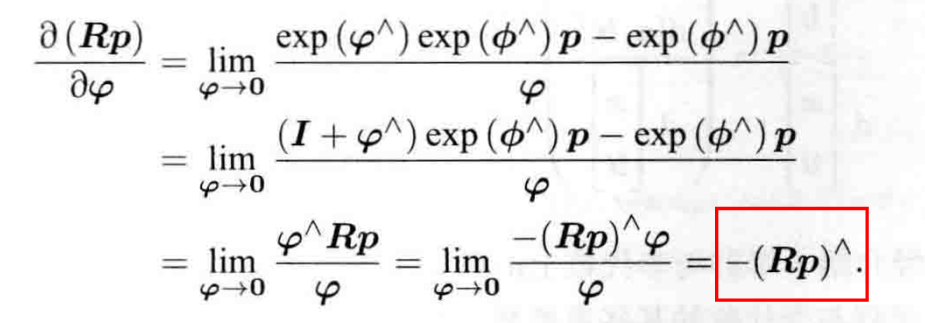 ∂(Rp)/∂φ = lim_{φ→0} (exp(φ^∧) exp(ϕ^∧) p − exp(ϕ^∧) p)/φ
= lim_{φ→0} ((I + φ^∧) exp(ϕ^∧) p − exp(ϕ^∧) p)/φ
= lim_{φ→0} (φ^∧ Rp)/φ = lim_{φ→0} (−(Rp)^∧ φ)/φ = −(Rp)^∧.